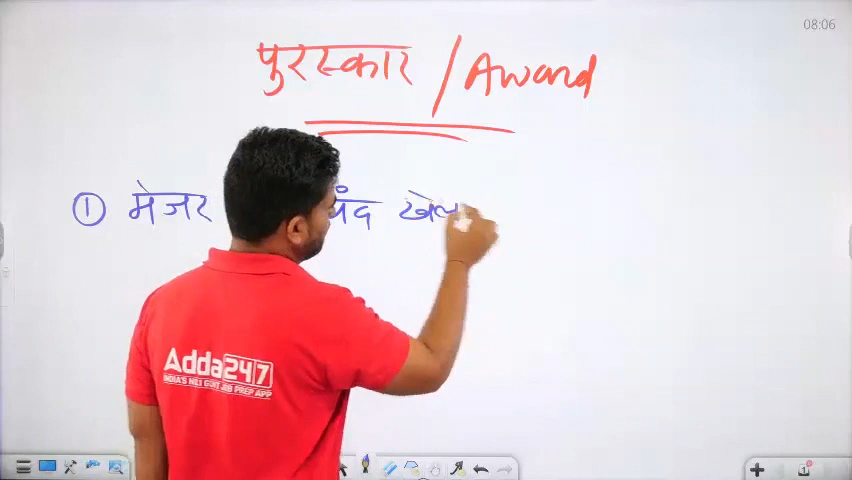 08:06
पुरस्कार / Award
① मेजर चंद खेल
Adda247
INDIA'S NO.1 GOVT JOB PREP APP